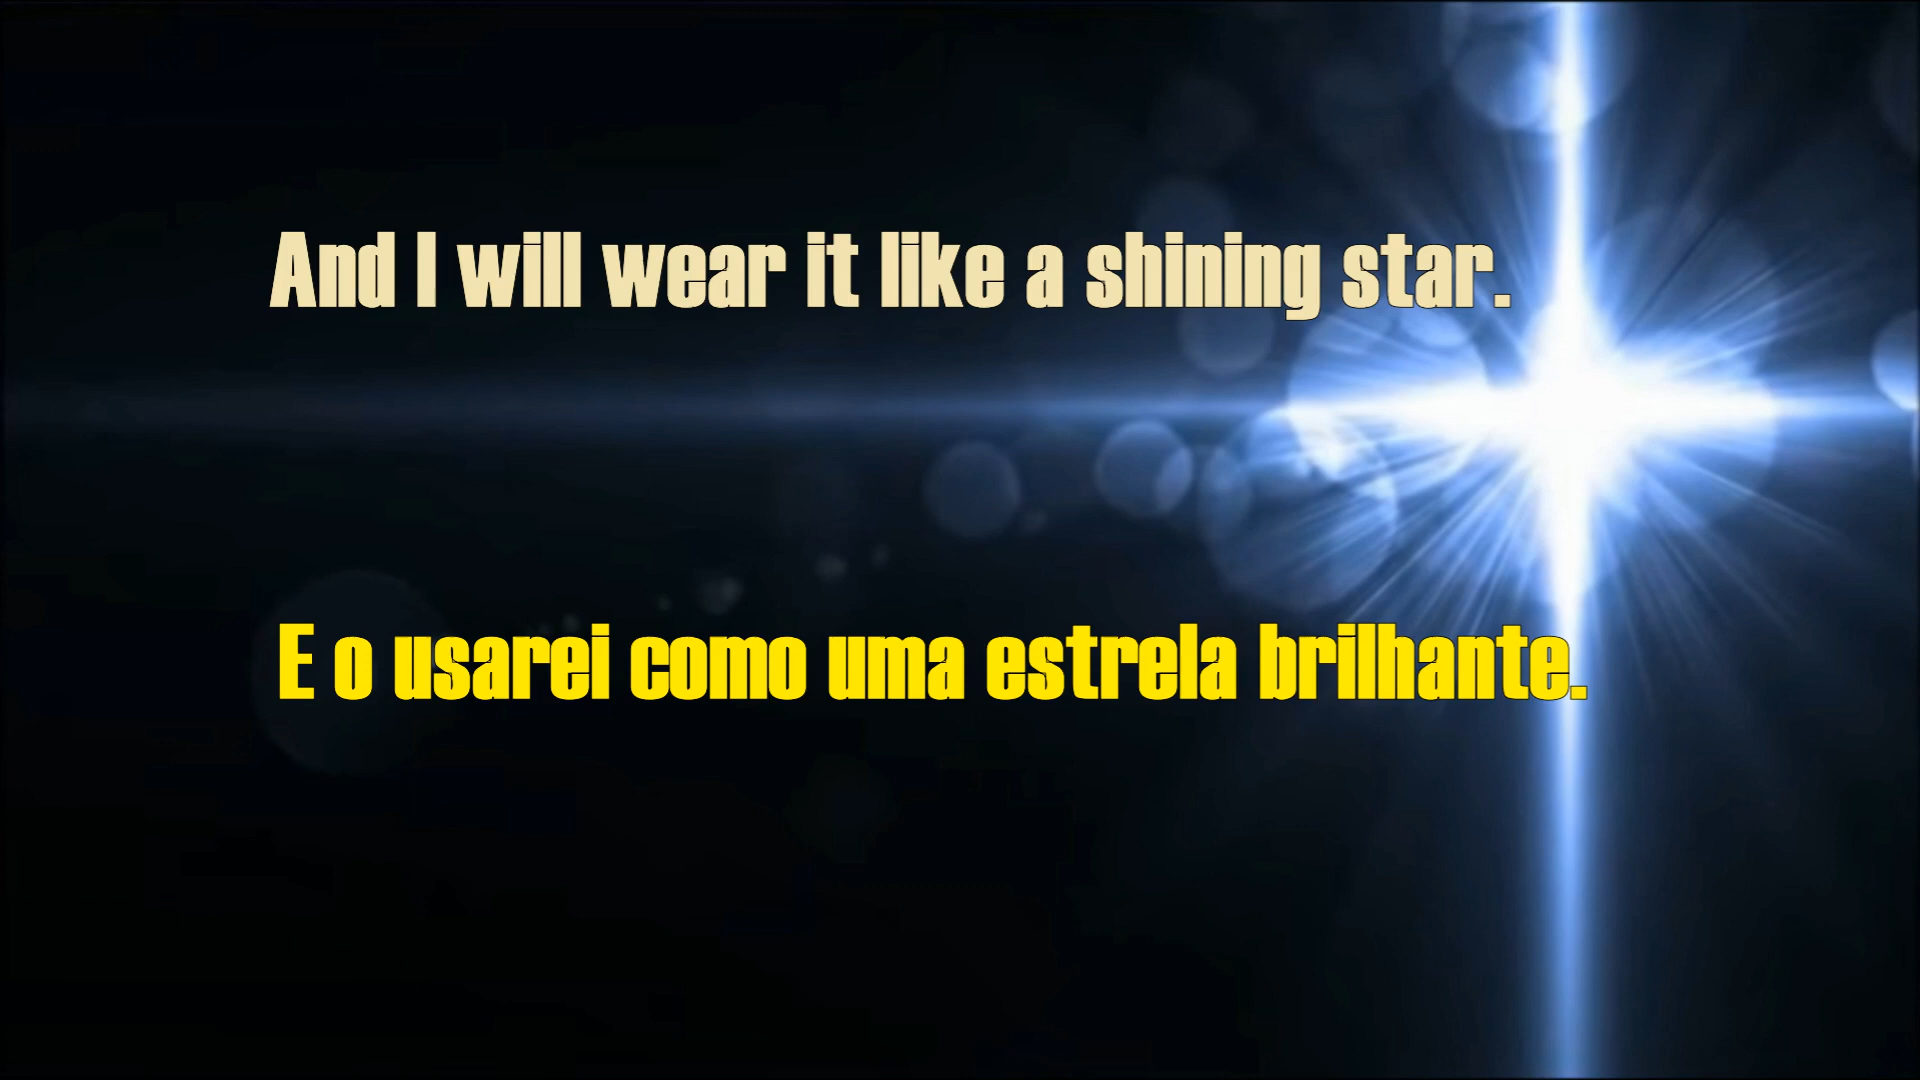 And I will wear it like a shining star.
E o usarei como uma estrela brilhante.